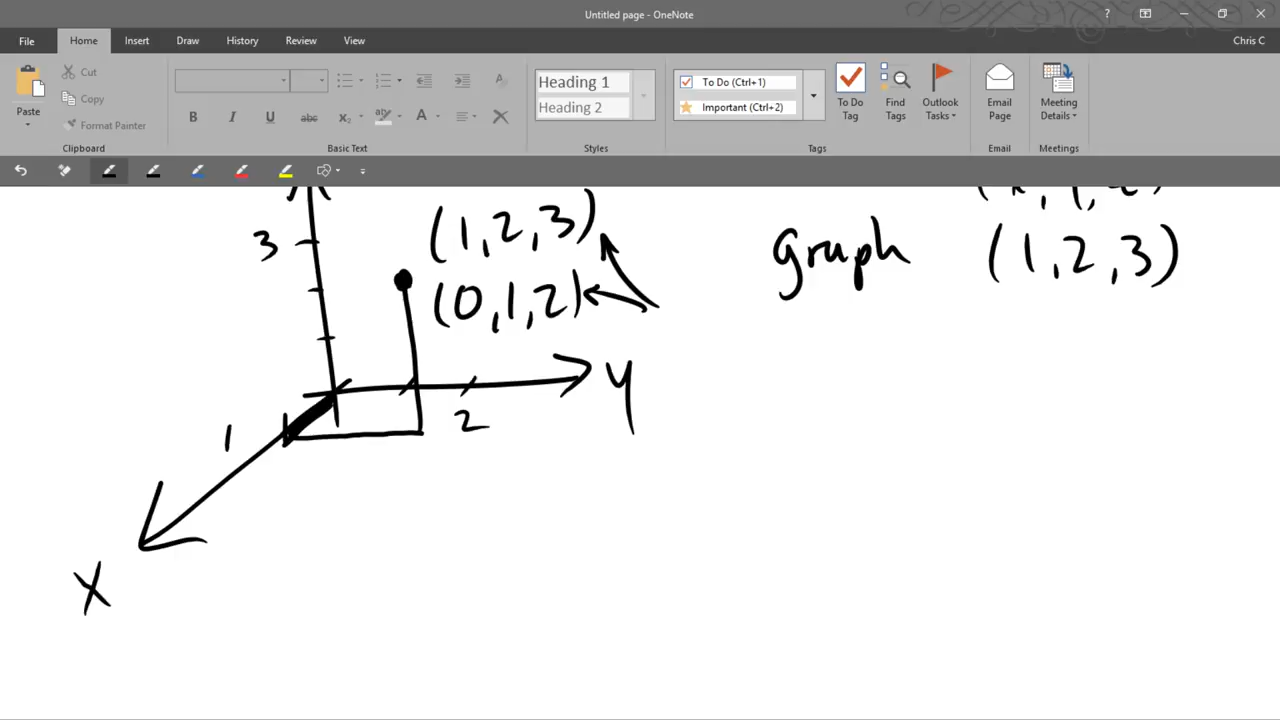 Untitled page - OneNote
?
File Home Insert Draw History Review View
Chris C
Paste
Cut
Copy
Format Painter
Clipboard
B I U abc X₂ aby A
Basic Text
Heading 1
Heading 2
Styles
To Do (Ctrl+1)
Important (Ctrl+2)
To Do Tag
Find Tags
Outlook Tasks
Tags
Email Page
Email
Meeting Details
Meetings
3
(1,2,3)
graph (1,2,3)
(0,1,2)
y
1
2
x